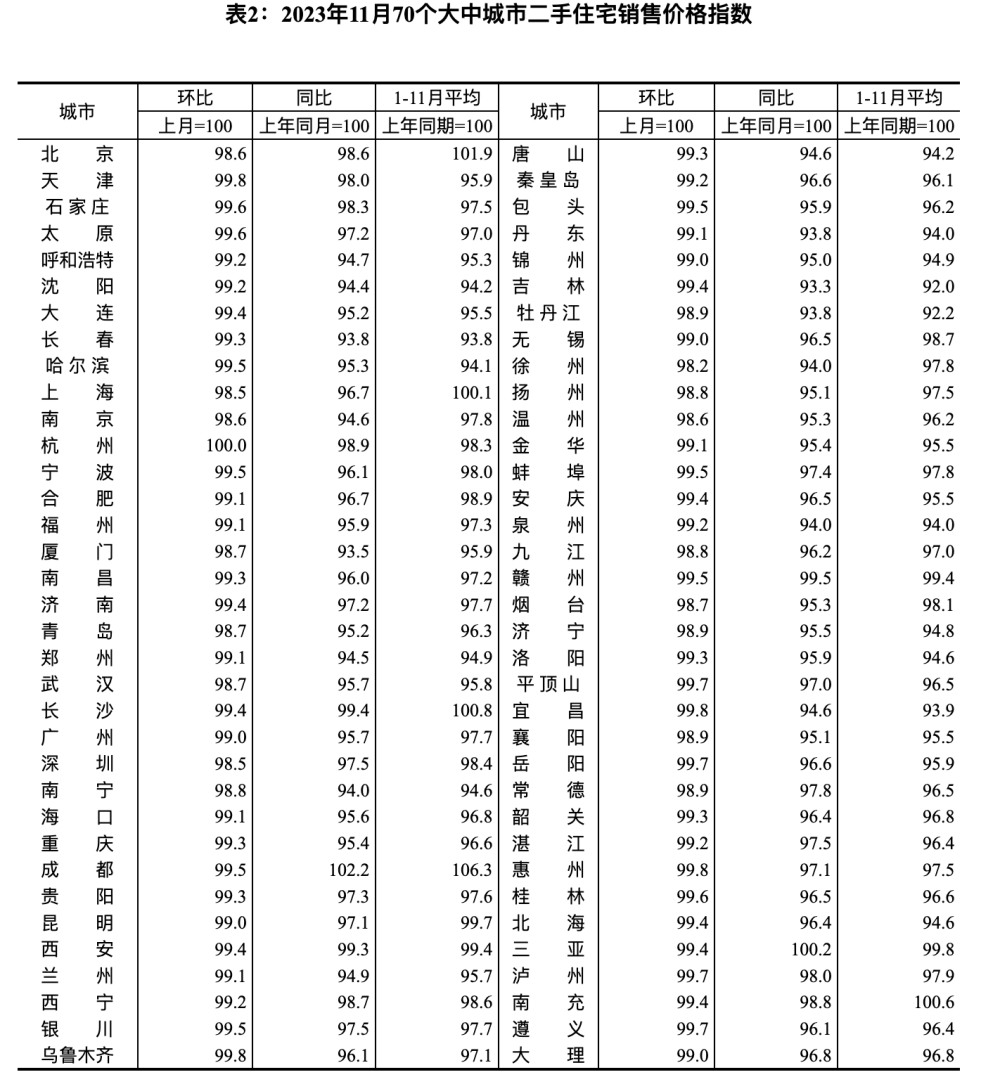 表2：2023年11月70个大中城市二手住宅销售价格指数
城市 环比 同比 1-11月平均 城市 环比 同比 1-11月平均
上月=100 上年同月=100 上年同期=100 上月=100 上年同月=100 上年同期=100
北京 98.6 98.6 101.9 唐山 99.3 94.6 94.2
天津 99.8 98.0 95.9 秦皇岛 99.2 96.6 96.1
石家庄 99.6 98.3 97.5 包头 99.5 95.9 96.2
太原 99.6 97.2 97.0 丹东 99.1 93.8 94.0
呼和浩特 99.2 94.7 95.3 锦州 99.0 95.0 94.9
沈阳 99.2 94.4 94.2 吉林 99.4 93.3 92.0
大连 99.4 95.2 95.5 牡丹江 98.9 93.8 92.2
长春 99.3 93.8 93.8 无锡 99.0 96.5 98.7
哈尔滨 99.5 95.3 94.1 徐州 98.2 94.0 97.8
上海 98.5 96.7 100.1 扬州 98.8 95.1 97.5
南京 98.6 94.6 97.8 温州 98.6 95.3 96.2
杭州 100.0 98.9 98.3 金华 99.1 95.4 95.5
宁波 99.5 96.1 98.0 蚌埠 99.5 97.4 97.8
合肥 99.1 96.7 98.9 安庆 99.4 96.5 95.5
福州 99.1 95.9 97.3 泉州 99.2 94.0 94.0
厦门 98.7 93.5 95.9 九江 98.8 96.2 97.0
南昌 99.3 96.0 97.2 赣州 99.5 99.5 99.4
济南 99.4 97.2 97.7 烟台 98.7 95.3 98.1
青岛 98.7 95.2 96.3 济宁 98.9 95.5 94.8
郑州 99.1 94.5 94.9 洛阳 99.3 95.9 94.6
武汉 98.7 95.7 95.8 平顶山 99.7 97.0 96.5
长沙 99.4 99.4 100.8 宜昌 99.8 94.6 93.9
广州 99.0 95.7 97.7 襄阳 98.9 95.1 95.5
深圳 98.5 97.5 98.4 岳阳 99.7 96.6 95.9
南宁 98.8 94.0 94.6 常德 98.9 97.8 96.5
海口 99.1 95.6 96.8 韶关 99.3 96.4 96.8
重庆 99.3 95.4 96.6 湛江 99.2 97.5 96.4
成都 99.5 102.2 106.3 惠州 99.8 97.1 97.5
贵阳 99.3 97.3 97.6 桂林 99.6 96.5 96.6
昆明 99.0 97.1 99.7 北海 99.4 96.4 94.6
西安 99.4 99.3 99.4 三亚 99.4 100.2 99.8
兰州 99.1 94.9 95.7 泸州 99.7 98.0 97.9
西宁 99.2 98.7 98.6 南充 99.4 98.8 100.6
银川 99.5 97.5 97.7 遵义 99.7 96.1 96.4
乌鲁木齐 99.8 96.1 97.1 大理 99.0 96.8 96.8